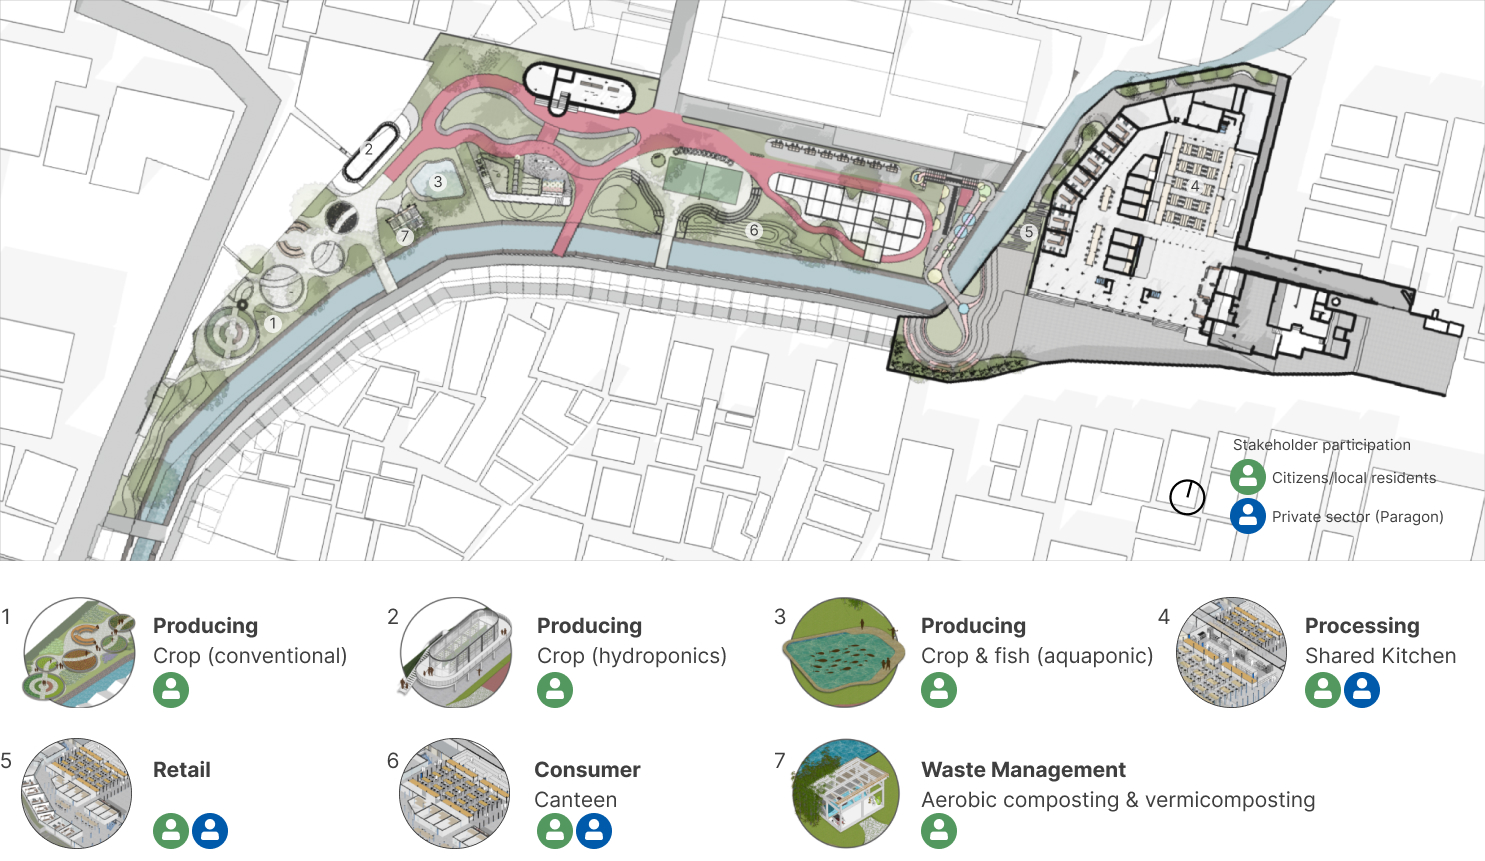 2
3
4
7
6
5
1
Stakeholder participation
Citizens/local residents
Private sector (Paragon)
1
Producing
Crop (conventional)
2
Producing
Crop (hydroponics)
3
Producing
Crop & fish (aquaponic)
4
Processing
Shared Kitchen
5
Retail
6
Consumer
Canteen
7
Waste Management
Aerobic composting & vermicomposting